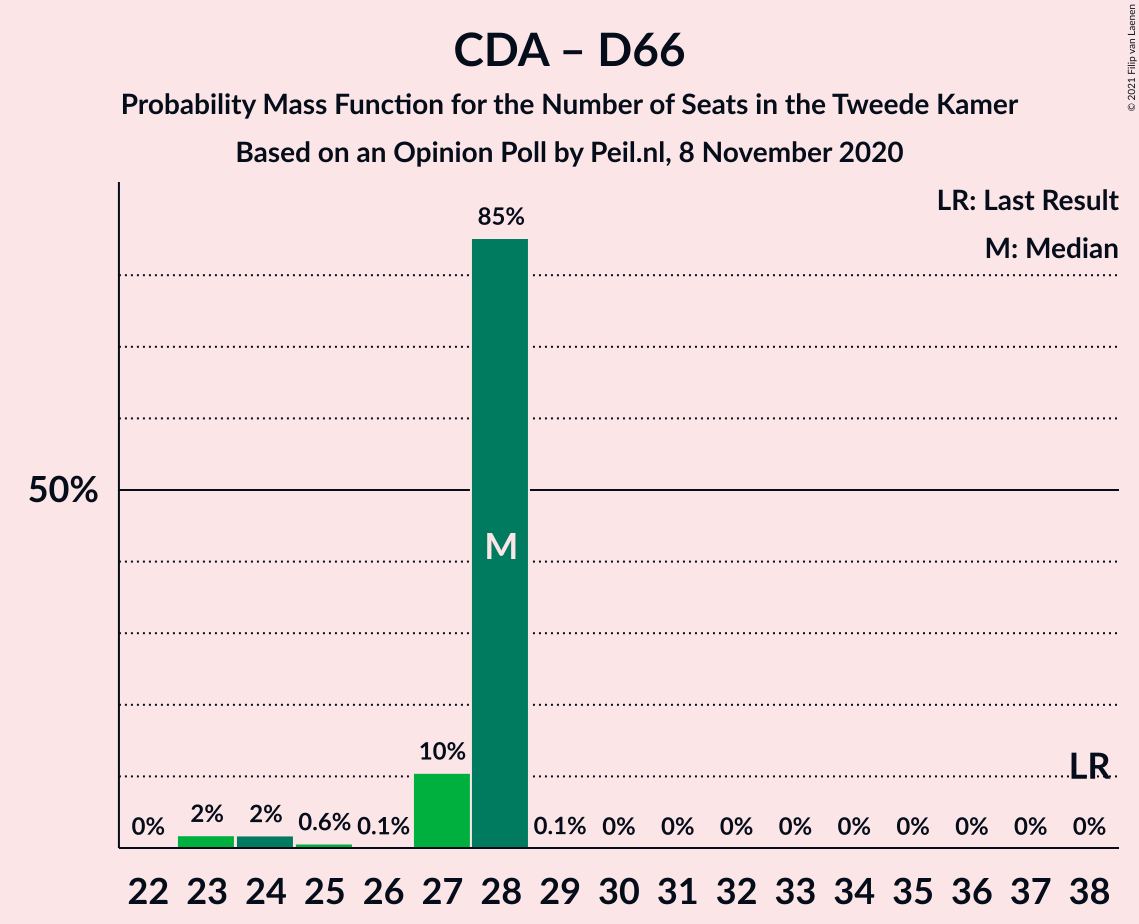 CDA – D66
Probability Mass Function for the Number of Seats in the Tweede Kamer
Based on an Opinion Poll by Peil.nl, 8 November 2020
© 2021 Filip van Laenen
LR: Last Result
M: Median
85%
50%
M
10%
LR
0% 2% 2% 0.6% 0.1% 0.1% 0% 0% 0% 0% 0% 0% 0% 0% 0%
22 23 24 25 26 27 28 29 30 31 32 33 34 35 36 37 38